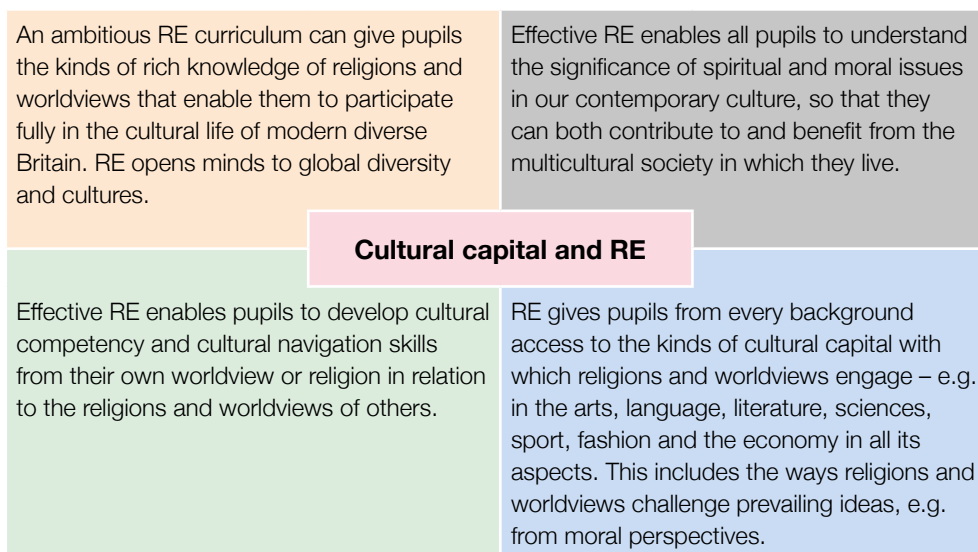 An ambitious RE curriculum can give pupils
the kinds of rich knowledge of religions and
worldviews that enable them to participate
fully in the cultural life of modern diverse
Britain. RE opens minds to global diversity
and cultures.
Effective RE enables all pupils to understand
the significance of spiritual and moral issues
in our contemporary culture, so that they
can both contribute to and benefit from the
multicultural society in which they live.
Cultural capital and RE
Effective RE enables pupils to develop cultural
competency and cultural navigation skills
from their own worldview or religion in relation
to the religions and worldviews of others.
RE gives pupils from every background
access to the kinds of cultural capital with
which religions and worldviews engage – e.g.
in the arts, language, literature, sciences,
sport, fashion and the economy in all its
aspects. This includes the ways religions and
worldviews challenge prevailing ideas, e.g.
from moral perspectives.